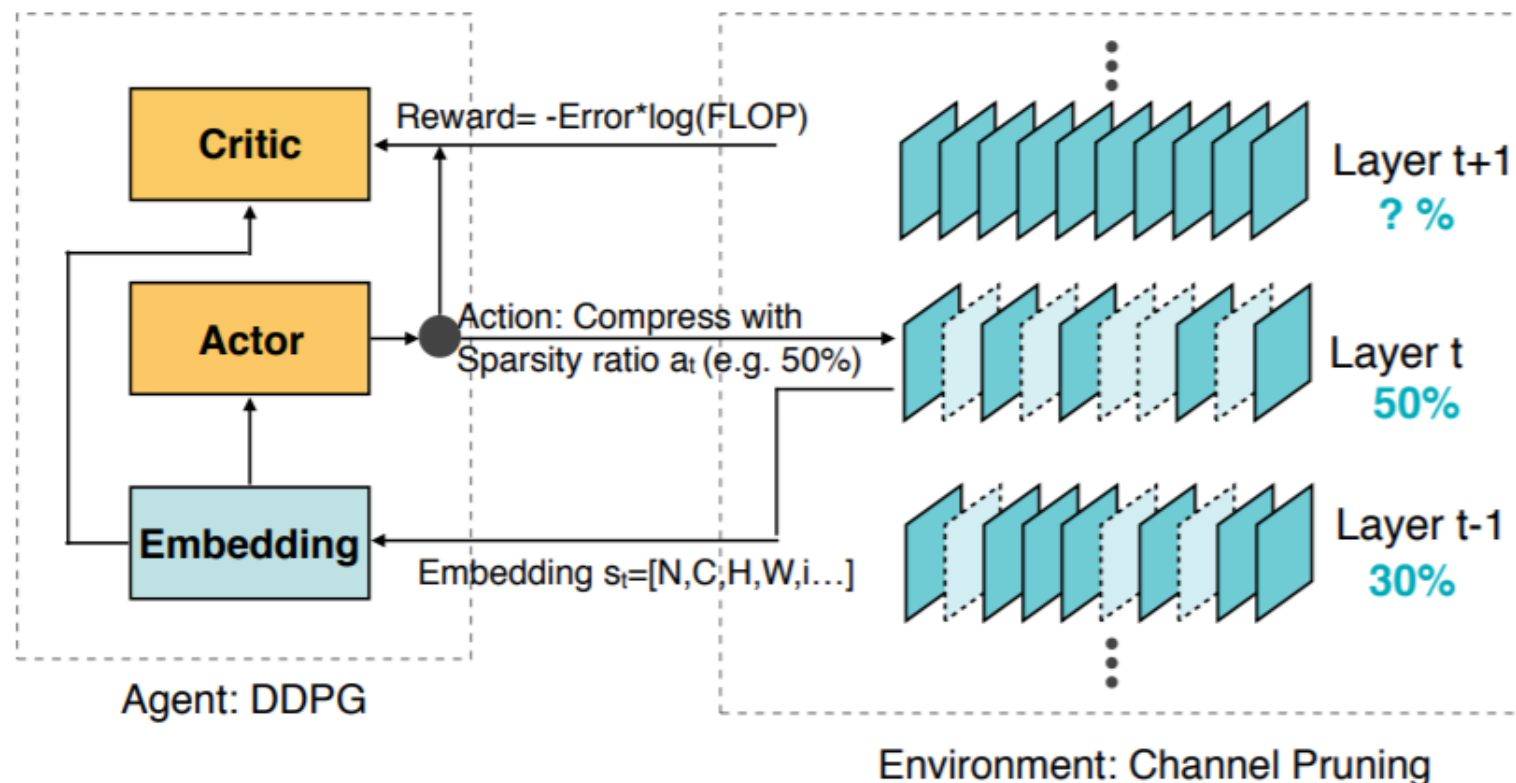 Critic
Reward= -Error*log(FLOP)
Layer t+1
? %
Actor
Action: Compress with
Sparsity ratio aₜ (e.g. 50%)
Layer t
50%
Embedding
Embedding sₜ=[N,C,H,W,i...]
Layer t-1
30%
Agent: DDPG
Environment: Channel Pruning